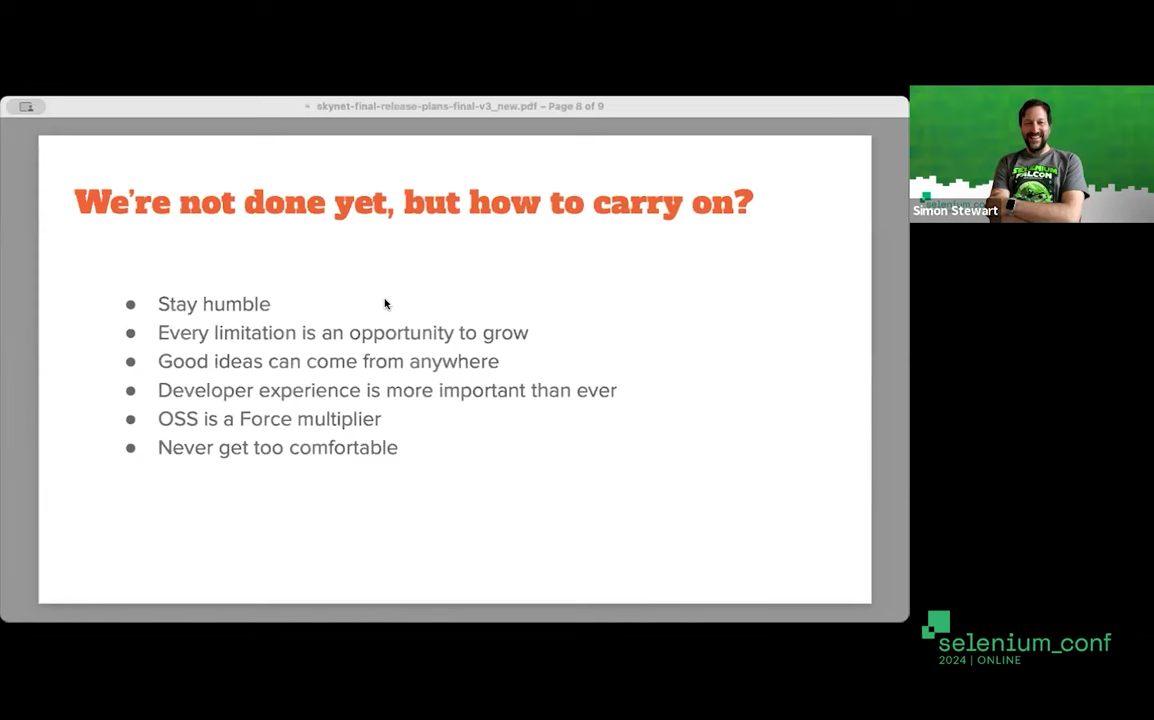 skynet-final-release-plans-final-v3_new.pdf – Page 8 of 9
We're not done yet, but how to carry on?
● Stay humble
● Every limitation is an opportunity to grow
● Good ideas can come from anywhere
● Developer experience is more important than ever
● OSS is a Force multiplier
● Never get too comfortable
SELENIUM
FALCON
Simon Stewart
selenium_conf
2024 | ONLINE